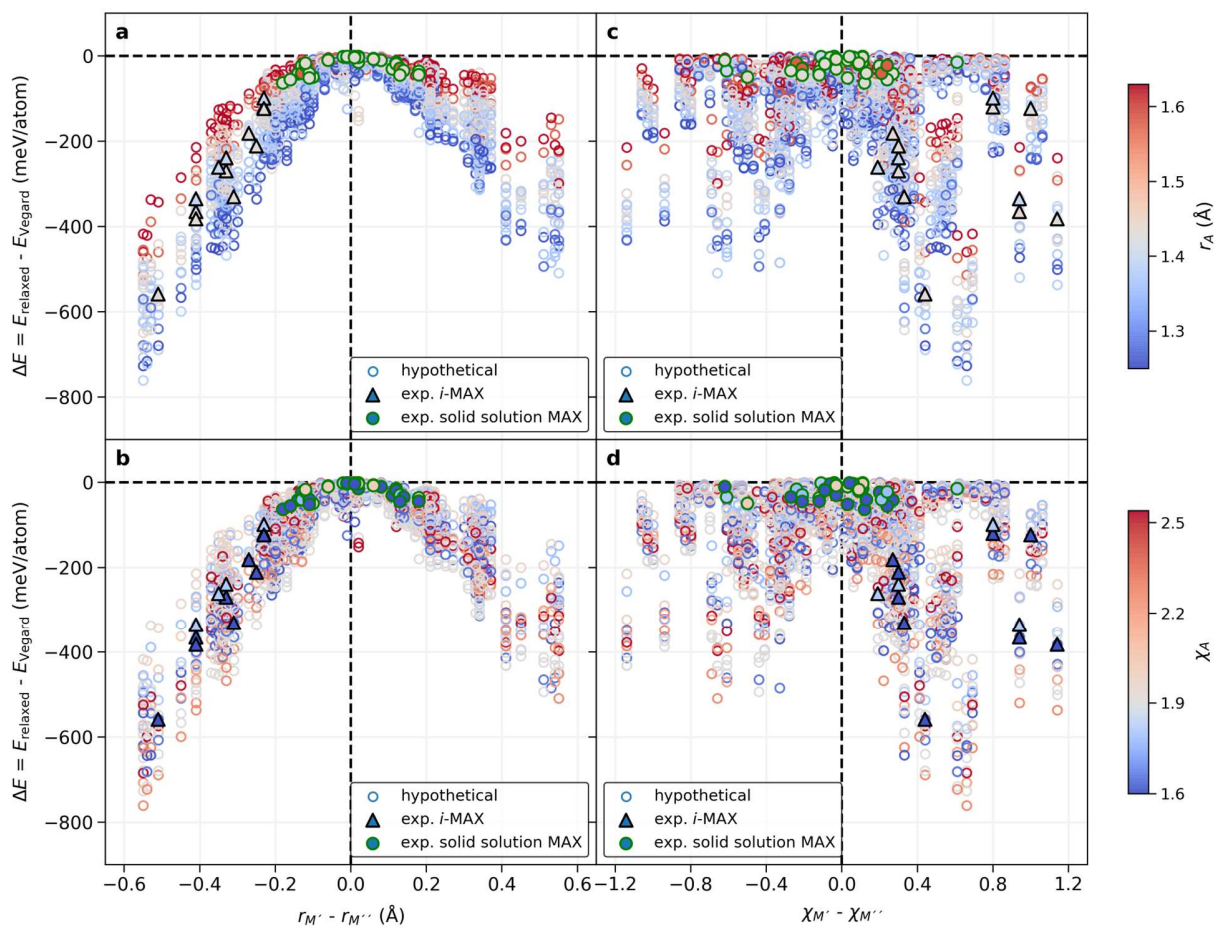 a
c
0
−200
−400
−600
−800
ΔE = E_relaxed - E_Vegard (meV/atom)
hypothetical
exp. i-MAX
exp. solid solution MAX
hypothetical
exp. i-MAX
exp. solid solution MAX
1.6
1.5
1.4
1.3
r_A (Å)
b
d
0
−200
−400
−600
−800
ΔE = E_relaxed - E_Vegard (meV/atom)
hypothetical
exp. i-MAX
exp. solid solution MAX
hypothetical
exp. i-MAX
exp. solid solution MAX
2.5
2.2
1.9
1.6
χ_A
−0.6 −0.4 −0.2 0.0 0.2 0.4 0.6
−1.2 −0.8 −0.4 0.0 0.4 0.8 1.2
r_M′ - r_M′′ (Å)
χ_M′ - χ_M′′